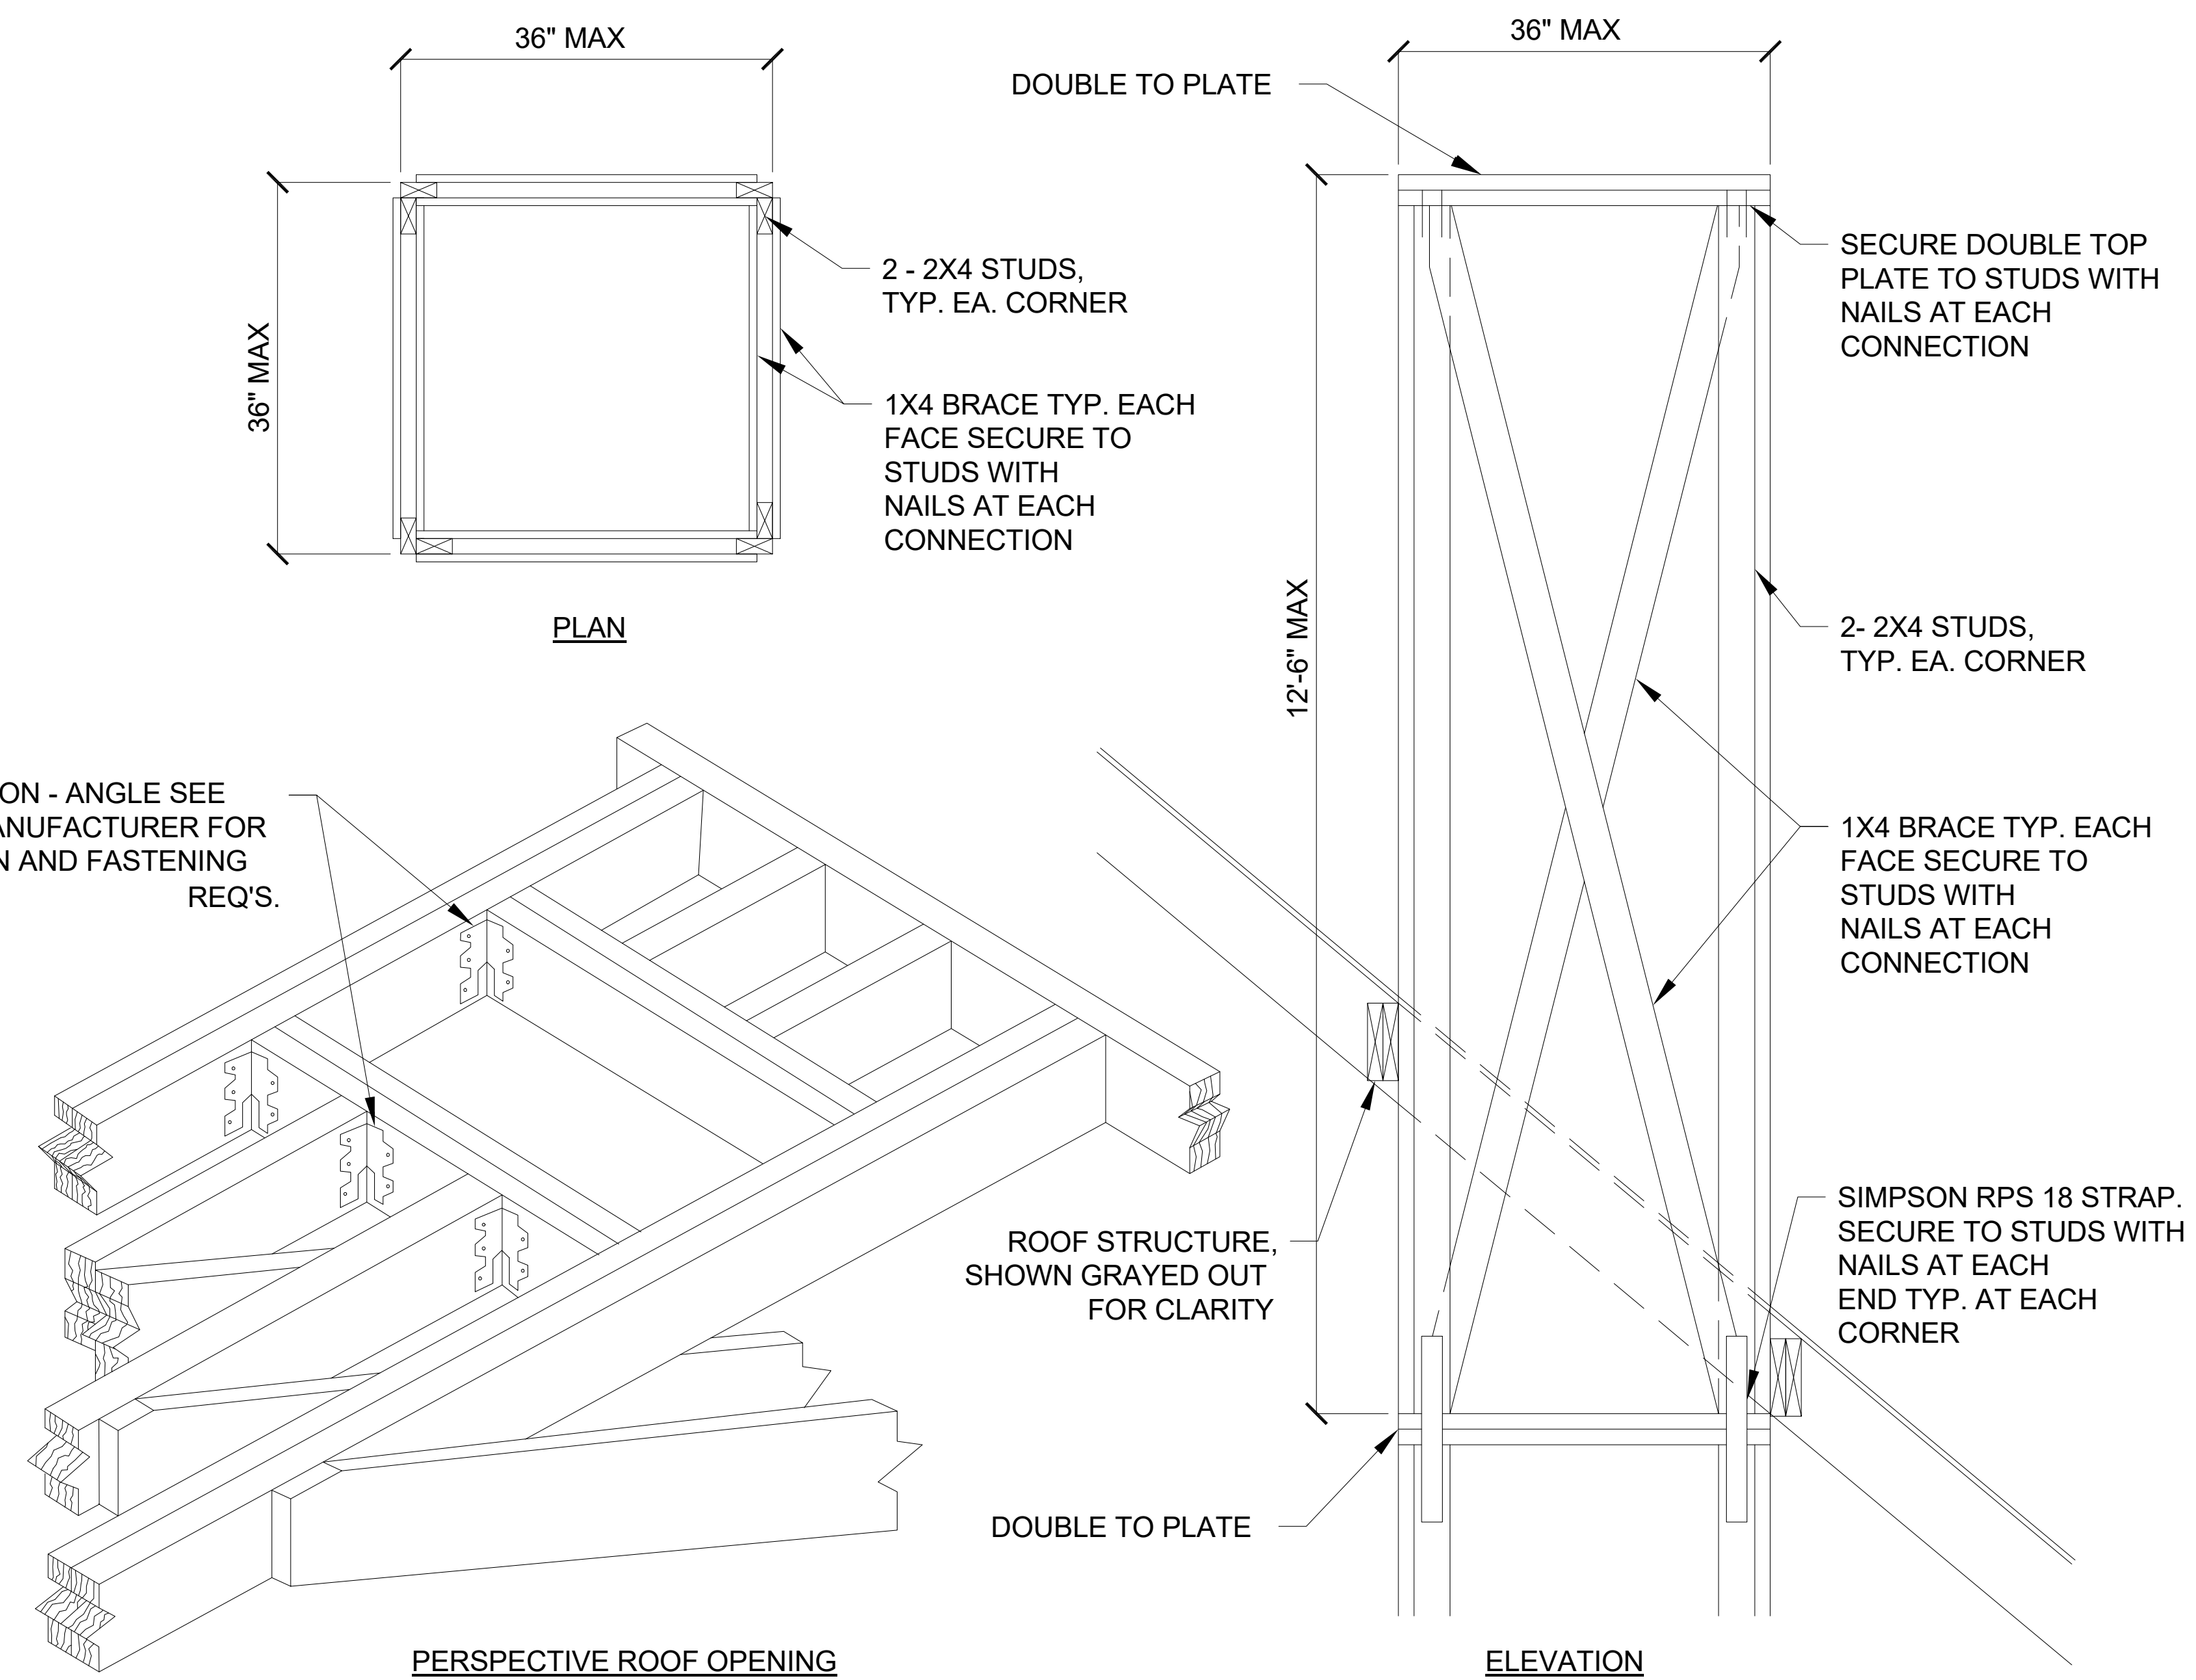 36" MAX
36" MAX
2 - 2X4 STUDS,
TYP. EA. CORNER
1X4 BRACE TYP. EACH
FACE SECURE TO
STUDS WITH
NAILS AT EACH
CONNECTION
PLAN
- ANGLE SEE
FOR
AND FASTENING
REQ'S.
PERSPECTIVE ROOF OPENING
36" MAX
DOUBLE TO PLATE
SECURE DOUBLE TOP
PLATE TO STUDS WITH
NAILS AT EACH
CONNECTION
12'-6" MAX
2- 2X4 STUDS,
TYP. EA. CORNER
1X4 BRACE TYP. EACH
FACE SECURE TO
STUDS WITH
NAILS AT EACH
CONNECTION
ROOF STRUCTURE,
SHOWN GRAYED OUT
FOR CLARITY
SIMPSON RPS 18 STRAP.
SECURE TO STUDS WITH
NAILS AT EACH
END TYP. AT EACH
CORNER
DOUBLE TO PLATE
ELEVATION